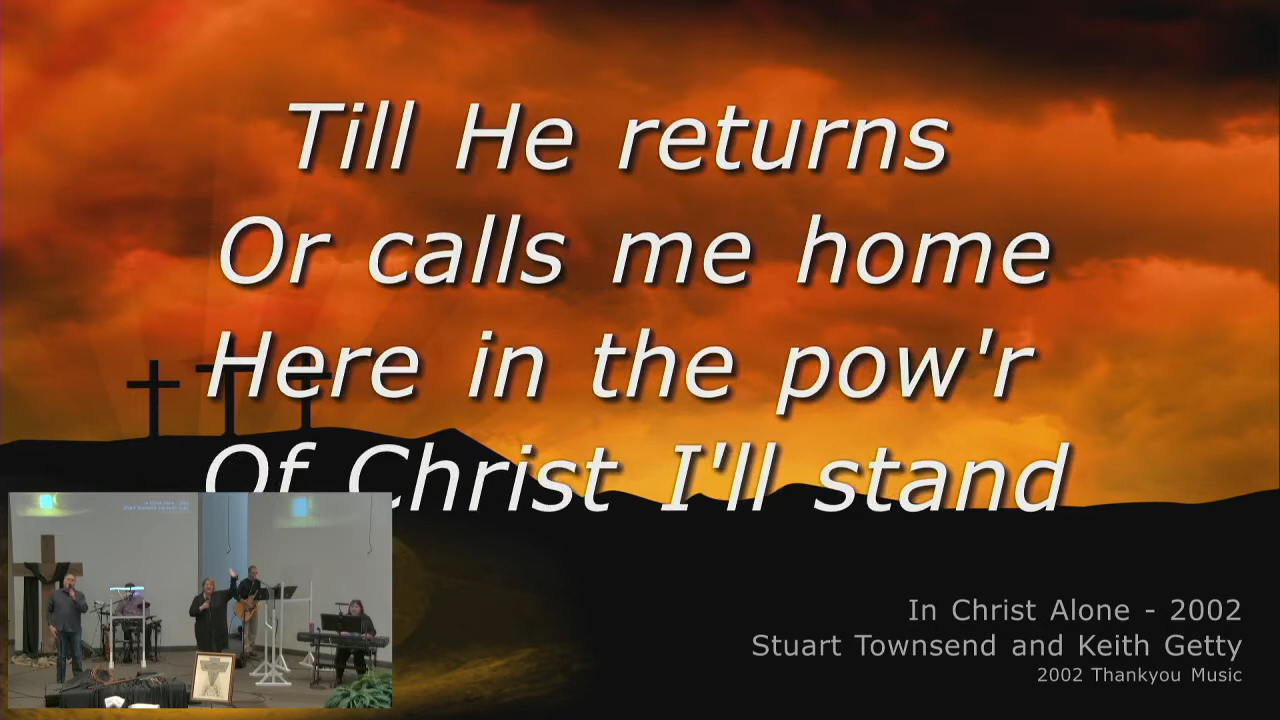 Till He returns
Or calls me home
Here in the pow'r
Of Christ I'll stand
In Christ Alone - 2002
Stuart Townsend and Keith Getty
2002 Thankyou Music